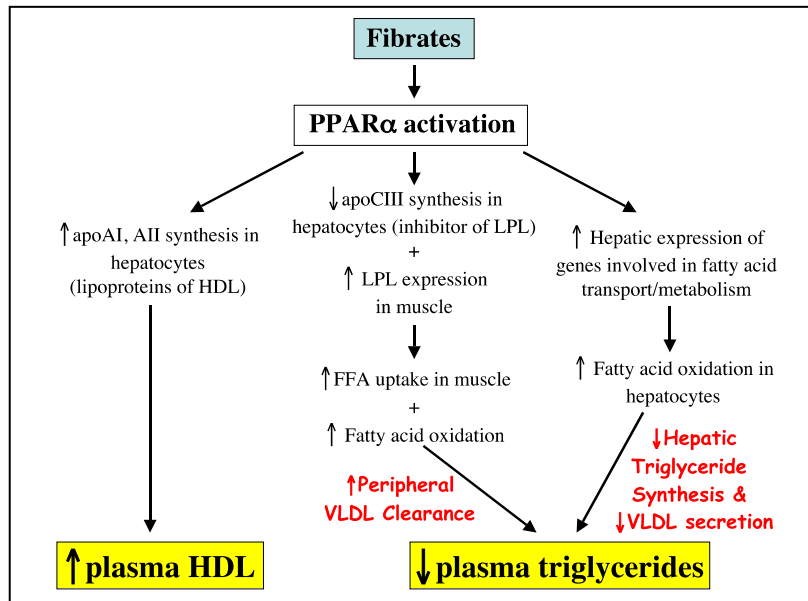 Fibrates
PPARα activation
↑apoAI, AII synthesis in
hepatocytes
(lipoproteins of HDL)
↓apoCIII synthesis in
hepatocytes (inhibitor of LPL)
+
↑ LPL expression
in muscle
↑FFA uptake in muscle
+
↑ Fatty acid oxidation
↑ Hepatic expression of
genes involved in fatty acid
transport/metabolism
↑ Fatty acid oxidation in
hepatocytes
↑Peripheral
VLDL Clearance
↓Hepatic
Triglyceride
Synthesis &
↓VLDL secretion
↑plasma HDL
↓ plasma triglycerides